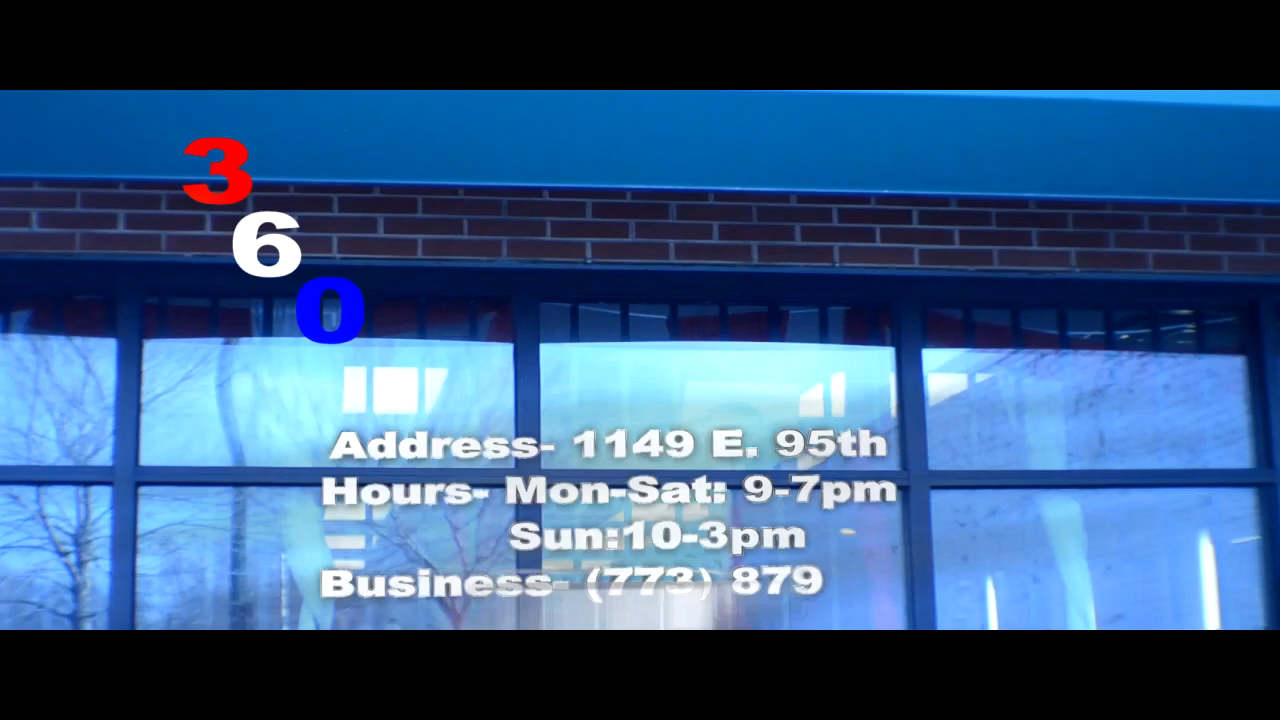 3
6
0
Address- 1149 E. 95th
Hours- Mon-Sat: 9-7pm
Sun:10-3pm
Business- (773) 879